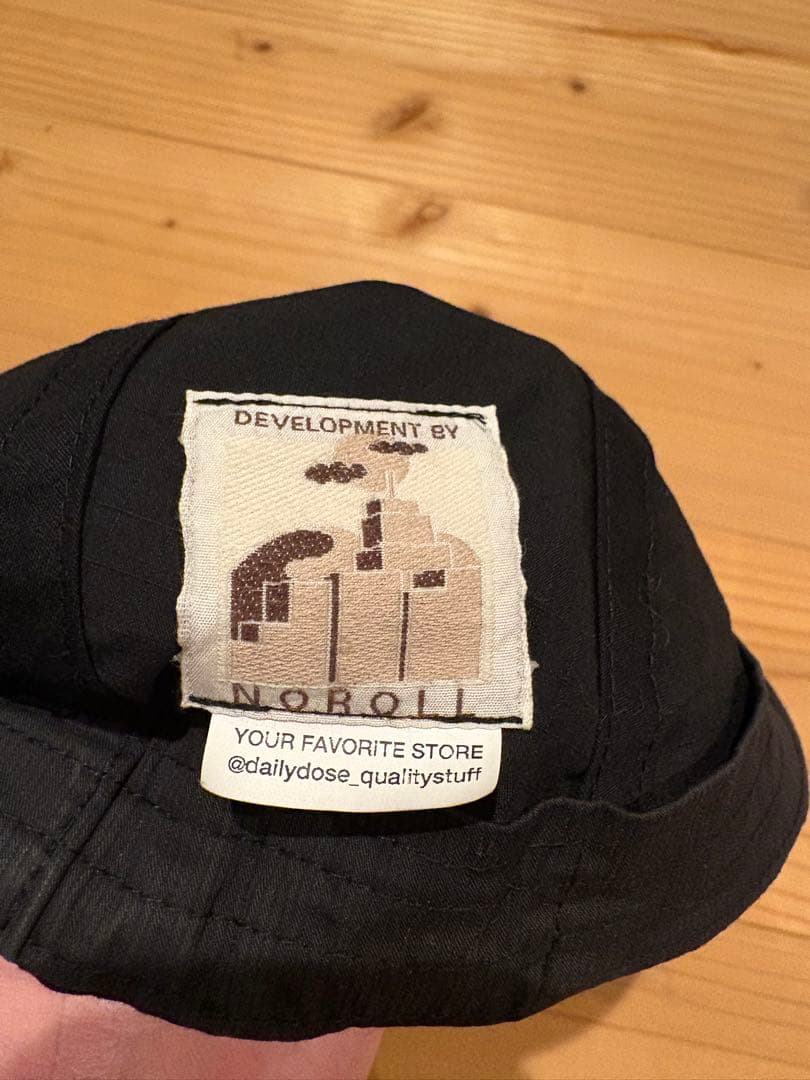 DEVELOPMENT BY
NOROLL
YOUR FAVORITE STORE
@dailydose_qualitystuff